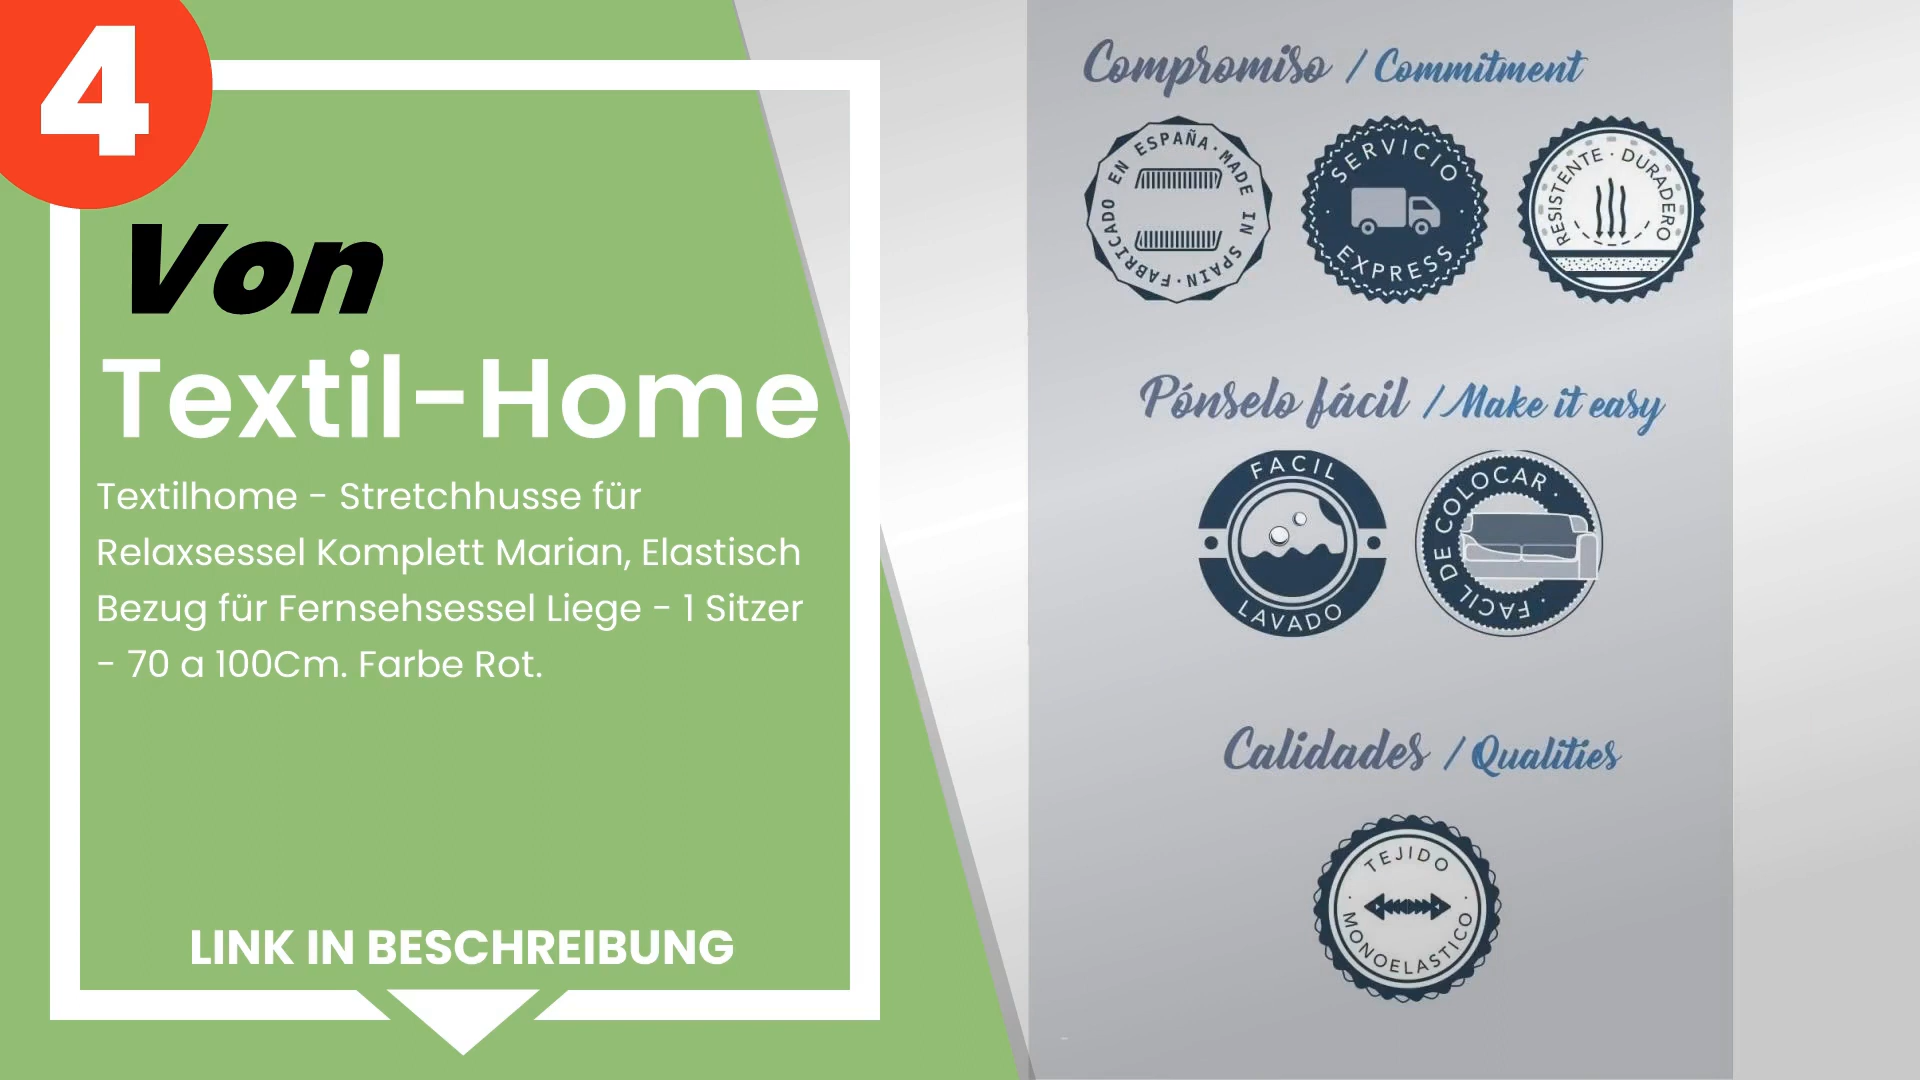 4
Von
Textil-Home
Textilhome - Stretchhusse für
Relaxsessel Komplett Marian, Elastisch
Bezug für Fernsehsessel Liege - 1 Sitzer
- 70 a 100Cm. Farbe Rot.
LINK IN BESCHREIBUNG
Compromiso / Commitment
FABRICADO EN ESPAÑA · MADE IN SPAIN ·
SERVICIO
EXPRESS
RESISTENTE · DURADERO
Pónselo fácil / Make it easy
FACIL
LAVADO
FACIL DE COLOCAR
Calidades / Qualities
TEJIDO
MONOELASTICO